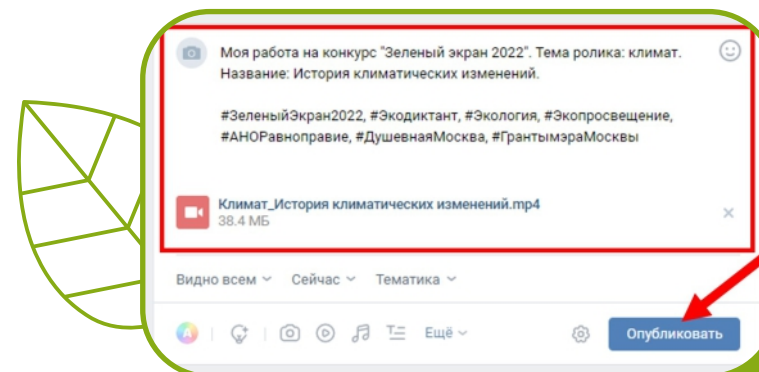 Моя работа на конкурс "Зеленый экран 2022". Тема ролика: климат.
Название: История климатических изменений.
#ЗеленыйЭкран2022, #Экодиктант, #Экология, #Экопросвещение,
#АНОРавноправие, #ДушевнаяМосква, #ГрантымэраМосквы
Климат_История климатических изменений.mp4
38.4 МБ
Видно всем Сейчас Тематика
Ещё Опубликовать